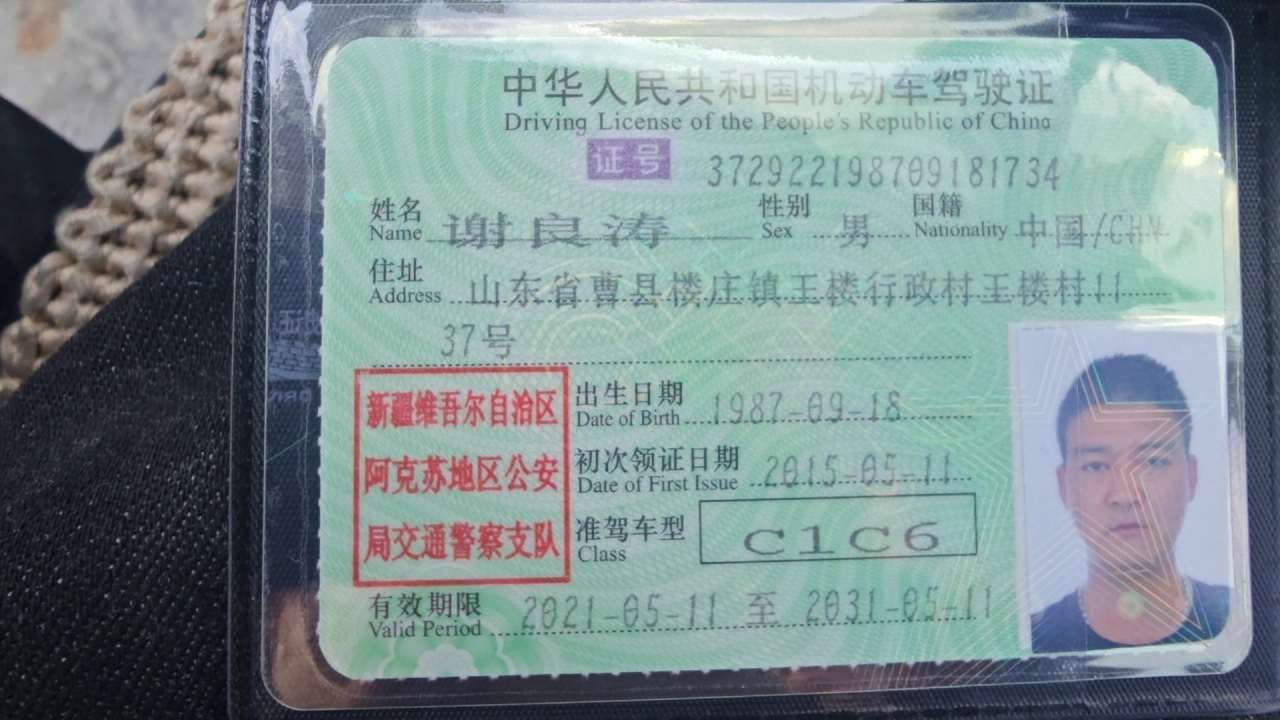 中华人民共和国机动车驾驶证
Driving License of the People's Republic of China
证号 372922198709181734
姓名 谢良涛 性别 男 国籍 中国/CHN
Name Sex Nationality
住址 山东省曹县楼庄镇王楼行政村王楼村11
Address
37号
新疆维吾尔自治区
阿克苏地区公安
局交通警察支队
出生日期 1987-09-18
Date of Birth
初次领证日期 2015-05-11
Date of First Issue
准驾车型 C1C6
Class
有效期限 2021-05-11 至 2031-05-11
Valid Period